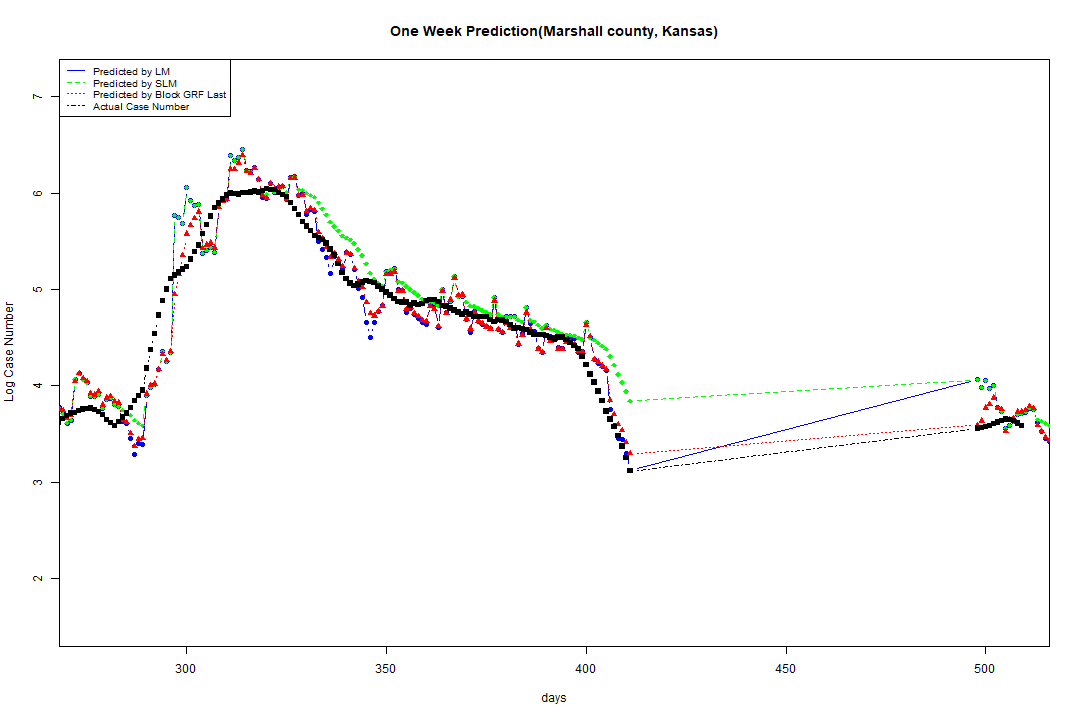 One Week Prediction(Marshall county, Kansas)
Predicted by LM
Predicted by SLM
Predicted by Block GRF Last
Actual Case Number
7
6
5
4
3
2
Log Case Number
300 350 400 450 500
days